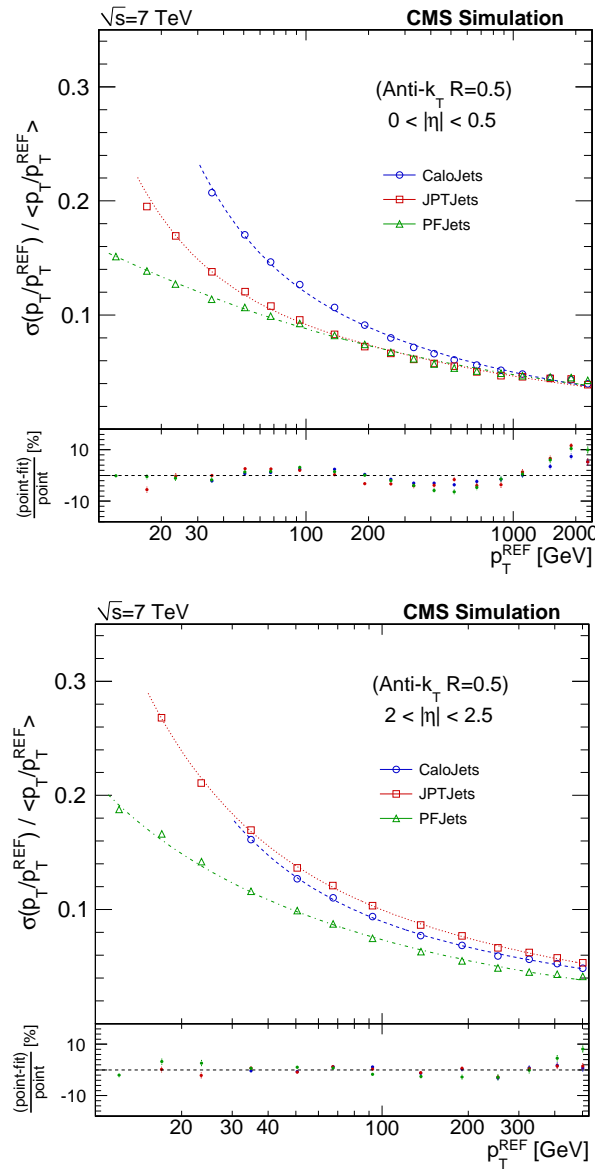 √s=7 TeV CMS Simulation
(Anti-k_T R=0.5)
0 < |η| < 0.5
CaloJets
JPTJets
PFJets
σ(p_T/p_T^REF) / <p_T/p_T^REF>
0.3
0.2
0.1
(point-fit)/point [%]
10
0
-10
20 30 100 200 1000 2000
p_T^REF [GeV]
√s=7 TeV CMS Simulation
(Anti-k_T R=0.5)
2 < |η| < 2.5
CaloJets
JPTJets
PFJets
σ(p_T/p_T^REF) / <p_T/p_T^REF>
0.3
0.2
0.1
(point-fit)/point [%]
10
0
-10
20 30 40 100 200 300
p_T^REF [GeV]